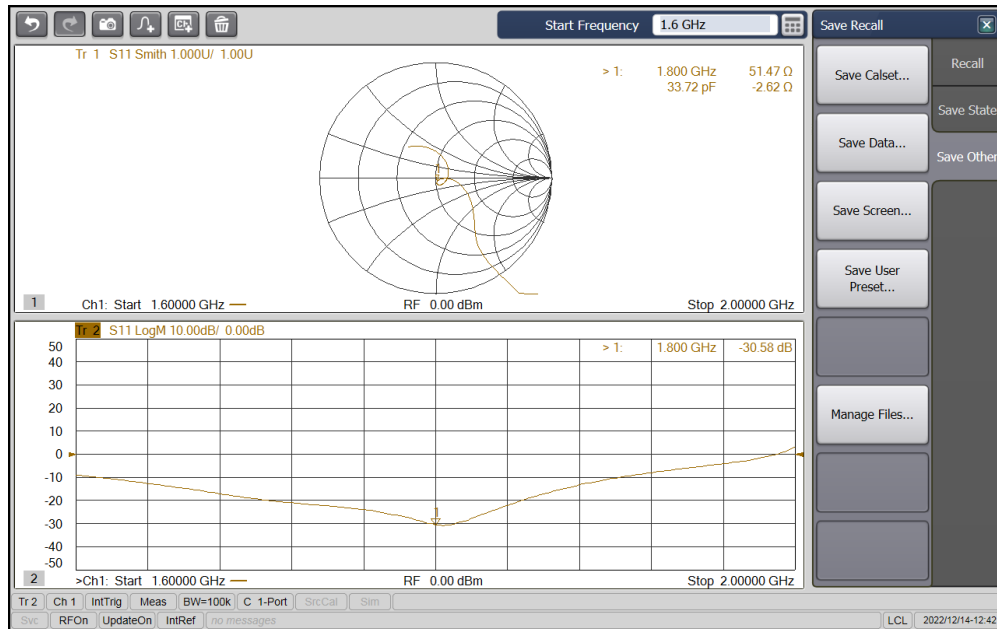 Start Frequency 1.6 GHz
Save Recall
Tr 1 S11 Smith 1.000U/ 1.00U
> 1: 1.800 GHz 51.47 Ω
33.72 pF -2.62 Ω
1
1
Ch1: Start 1.60000 GHz
RF 0.00 dBm
Stop 2.00000 GHz
Tr 2 S11 LogM 10.00dB/ 0.00dB
> 1: 1.800 GHz -30.58 dB
50
40
30
20
10
0
-10
-20
-30
-40
-50
1
2
>Ch1: Start 1.60000 GHz
RF 0.00 dBm
Stop 2.00000 GHz
Save Calset...
Save Data...
Save Screen...
Save User
Preset...
Manage Files...
Recall
Save State
Save Other
Tr 2 Ch 1 IntTrig Meas BW=100k C 1-Port SrcCal Sim
Svc RFOn UpdateOn IntRef no messages LCL 2022/12/14-12:42